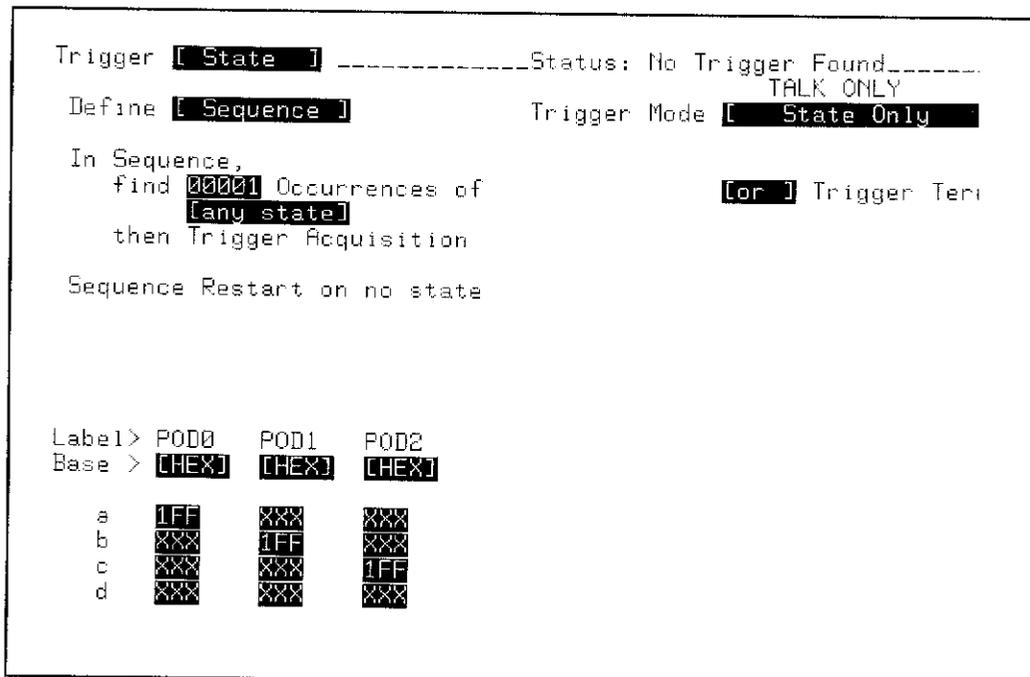 Trigger [ State ] _____________Status: No Trigger Found_______
TALK ONLY
Define [ Sequence ] Trigger Mode [ State Only
In Sequence,
find 00001 Occurrences of [or ] Trigger
[any state]
then Trigger Acquisition
Sequence Restart on no state
Label> POD0 POD1 POD2
Base > [HEX] [HEX] [HEX]
a 1FF XXX XXX
b XXX 1FF XXX
c XXX XXX 1FF
d XXX XXX XXX